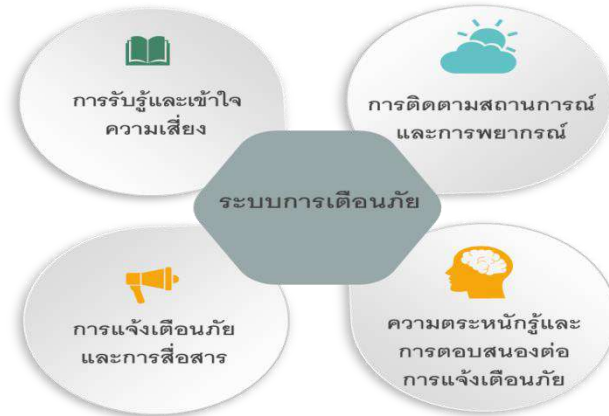 การรับรู้และเข้าใจ
ความเสี่ยง
การติดตามสถานการณ์
และการพยากรณ์
ระบบการเตือนภัย
การแจ้งเตือนภัย
และการสื่อสาร
ความตระหนักรู้และ
การตอบสนองต่อ
การแจ้งเตือนภัย